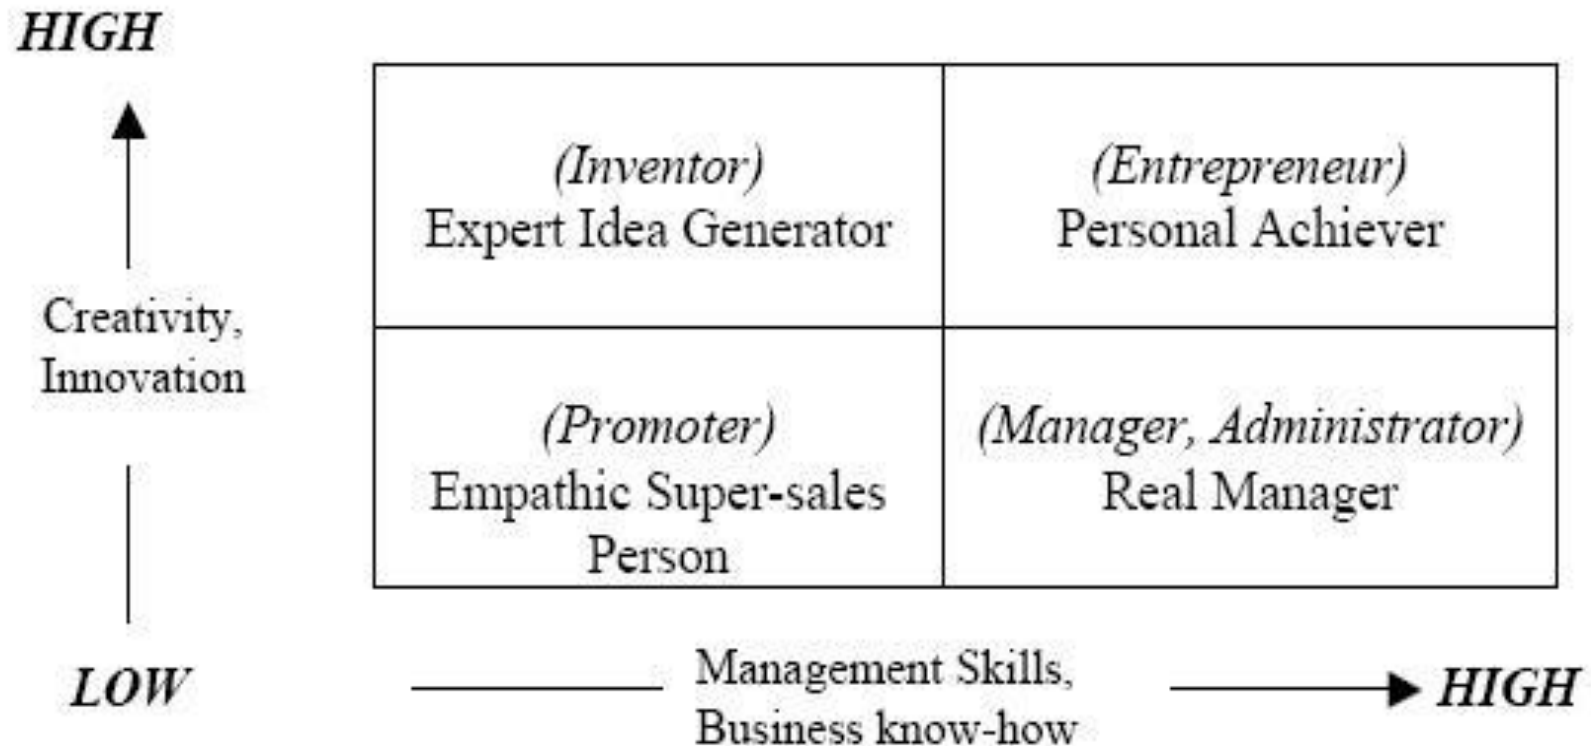 HIGH
(Inventor)
Expert Idea Generator
(Entrepreneur)
Personal Achiever
Creativity,
Innovation
(Promoter)
Empathic Super-sales
Person
(Manager, Administrator)
Real Manager
LOW
Management Skills,
Business know-how
HIGH